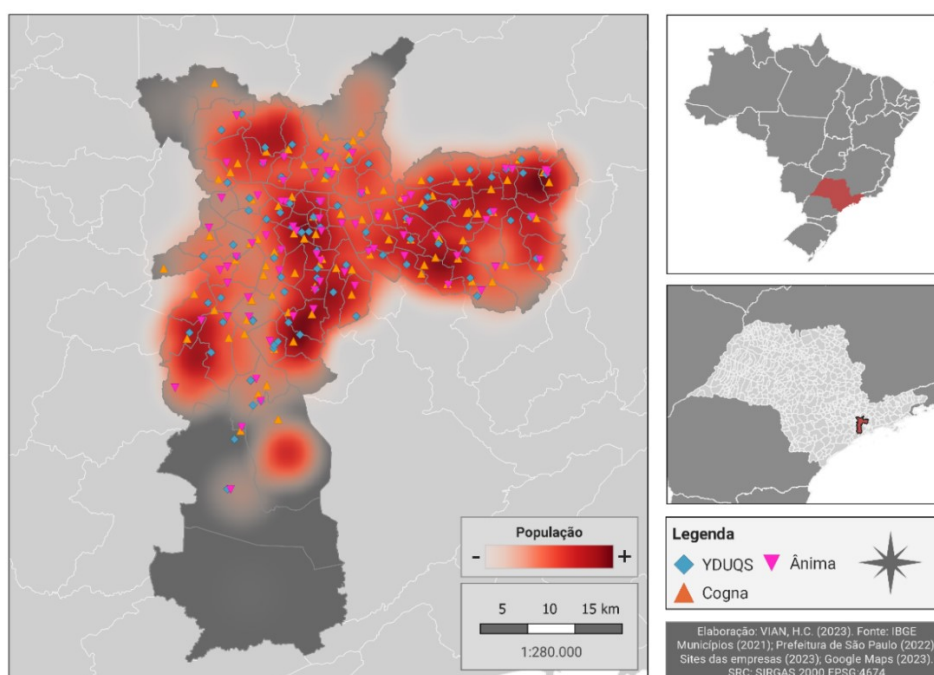 População
- +
5 10 15 km
1:280.000
Legenda
YDUQS Ânima
Cogna
Elaboração: VIAN, H.C. (2023). Fonte: IBGE
Municípios (2021); Prefeitura de São Paulo (2022)
Sites das empresas (2023); Google Maps (2023).
SRC: SIRGAS 2000 EPSG:4674